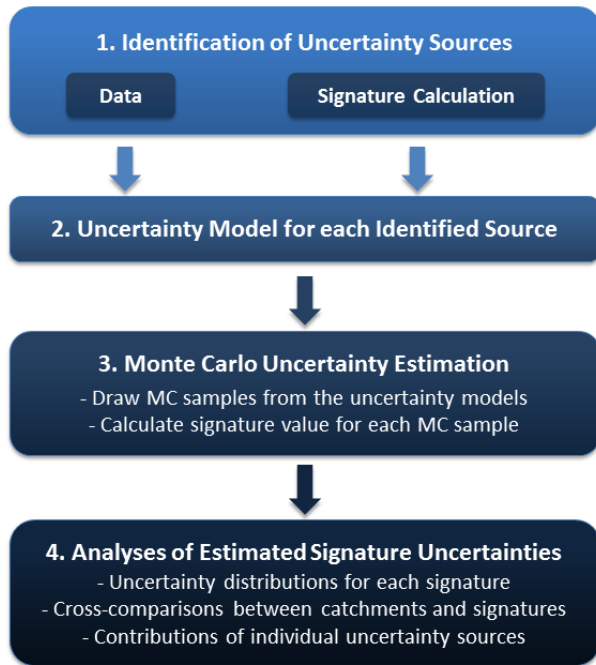 1. Identification of Uncertainty Sources
Data
Signature Calculation
2. Uncertainty Model for each Identified Source
3. Monte Carlo Uncertainty Estimation
- Draw MC samples from the uncertainty models
- Calculate signature value for each MC sample
4. Analyses of Estimated Signature Uncertainties
- Uncertainty distributions for each signature
- Cross-comparisons between catchments and signatures
- Contributions of individual uncertainty sources